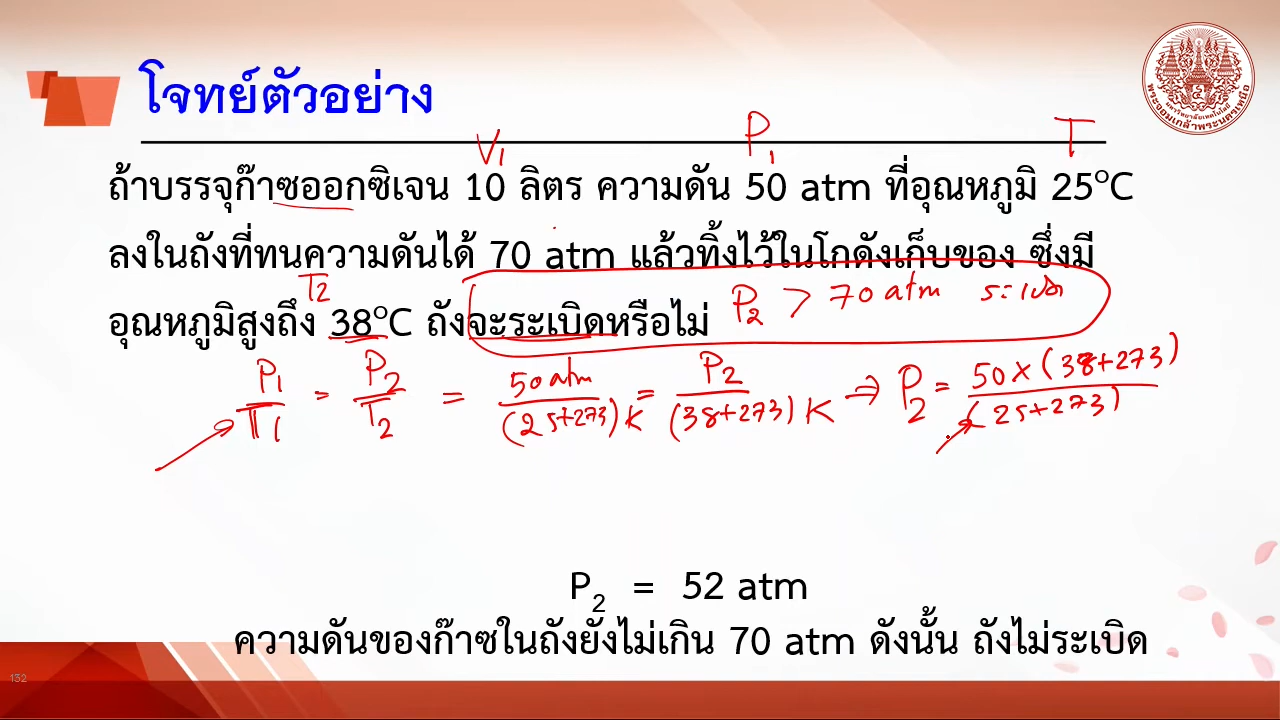 โจทย์ตัวอย่าง
V1 P1 T
ถ้าบรรจุก๊าซออกซิเจน 10 ลิตร ความดัน 50 atm ที่อุณหภูมิ 25°C
ลงในถังที่ทนความดันได้ 70 atm แล้วทิ้งไว้ในโกดังเก็บของ ซึ่งมี
T2
P2 > 70 atm ระเบิด
อุณหภูมิสูงถึง 38°C ถังจะระเบิดหรือไม่
P1/T1 = P2/T2 = 50 atm/(25+273) K = P2/(38+273) K ⇒ P2 = 50 x (38+273)/(25+273)
P2 = 52 atm
ความดันของก๊าซในถังยังไม่เกิน 70 atm ดังนั้น ถังไม่ระเบิด
132